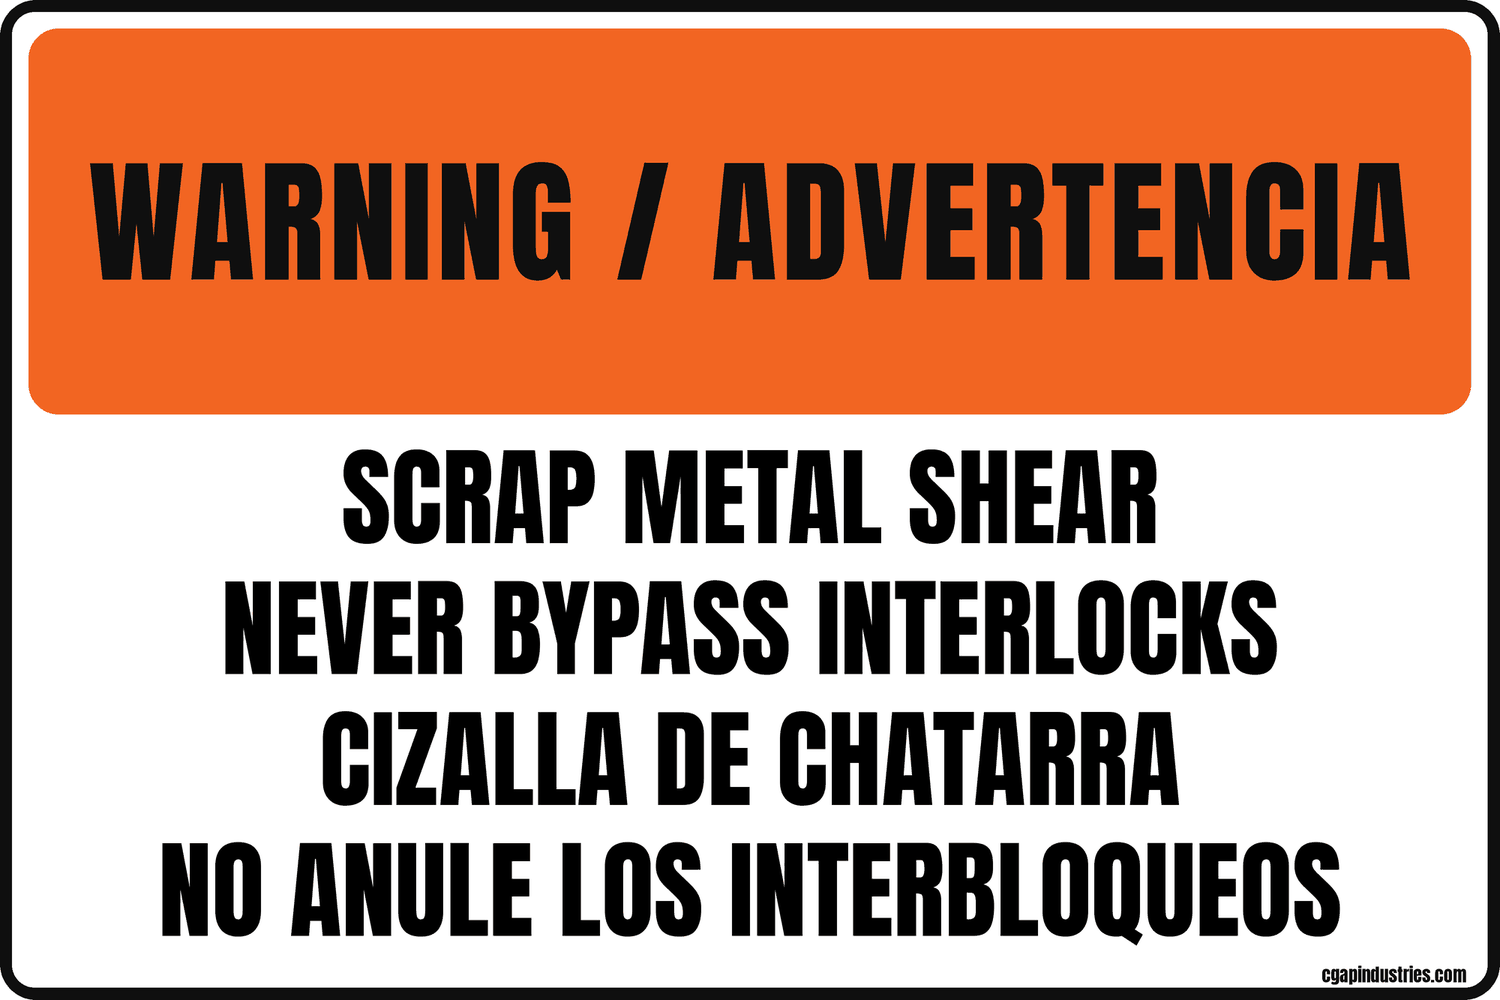 WARNING / ADVERTENCIA
SCRAP METAL SHEAR
NEVER BYPASS INTERLOCKS
CIZALLA DE CHATARRA
NO ANULE LOS INTERBLOQUEOS
cgapindustries.com